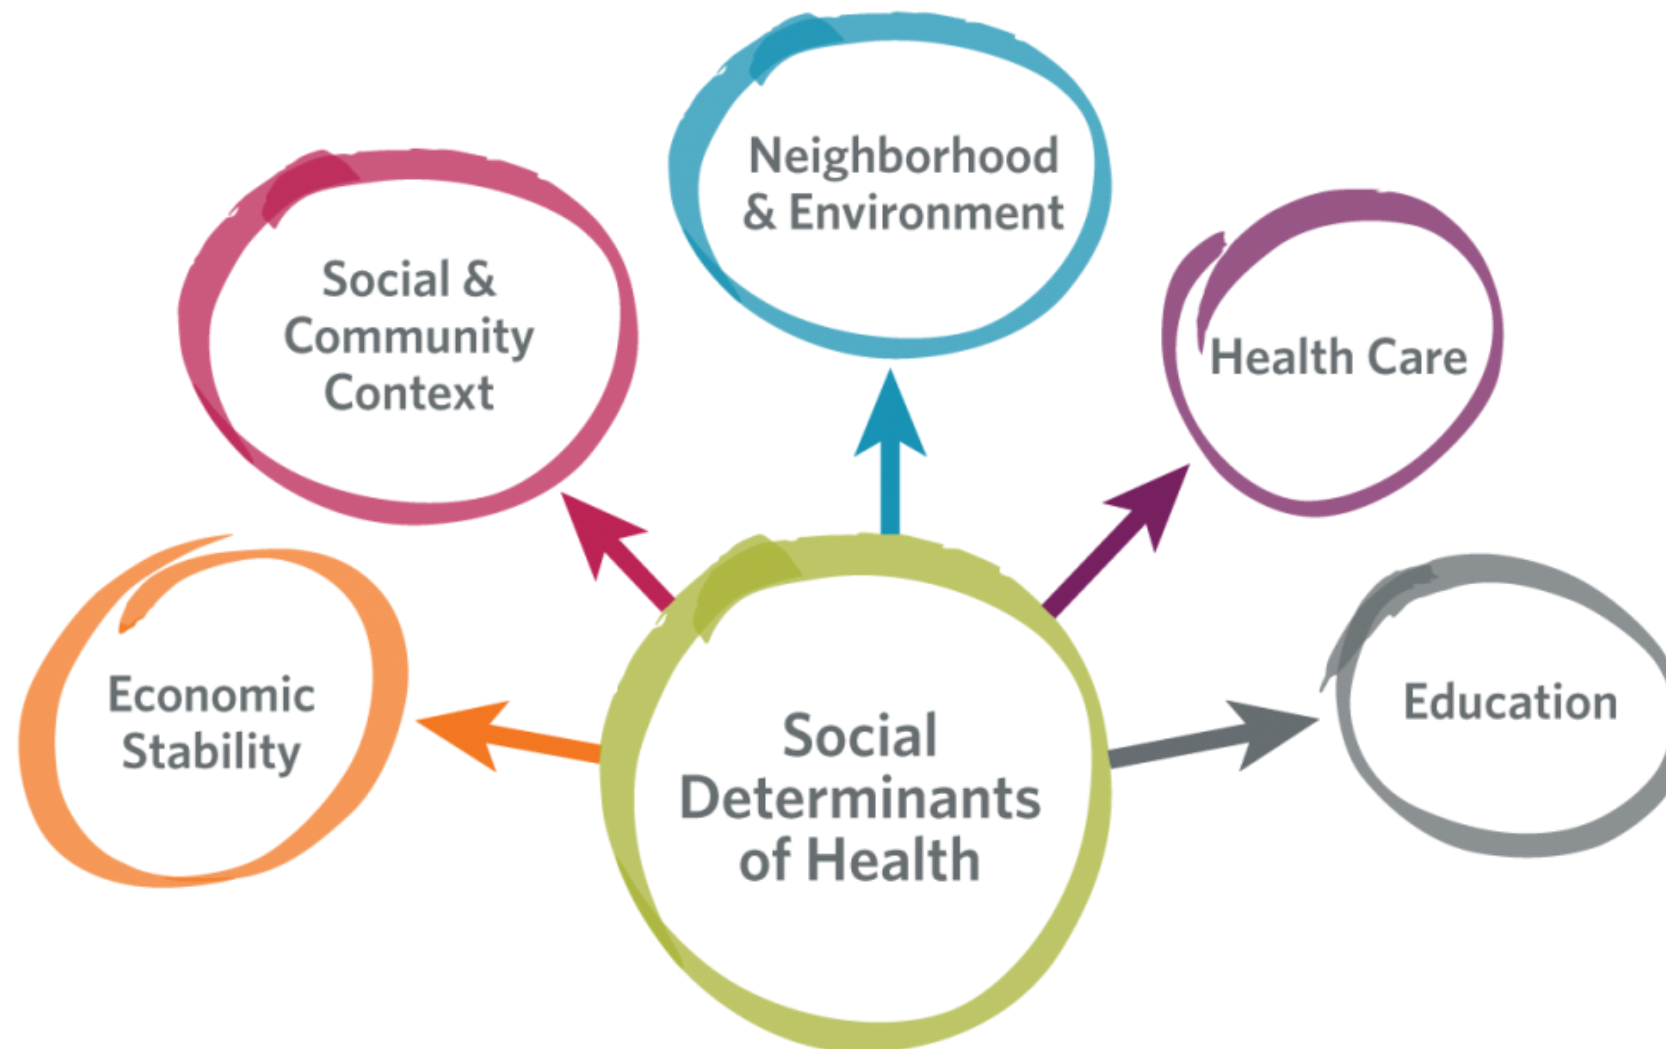 Neighborhood
& Environment
Social &
Community
Context
Health Care
Economic
Stability
Education
Social
Determinants
of Health